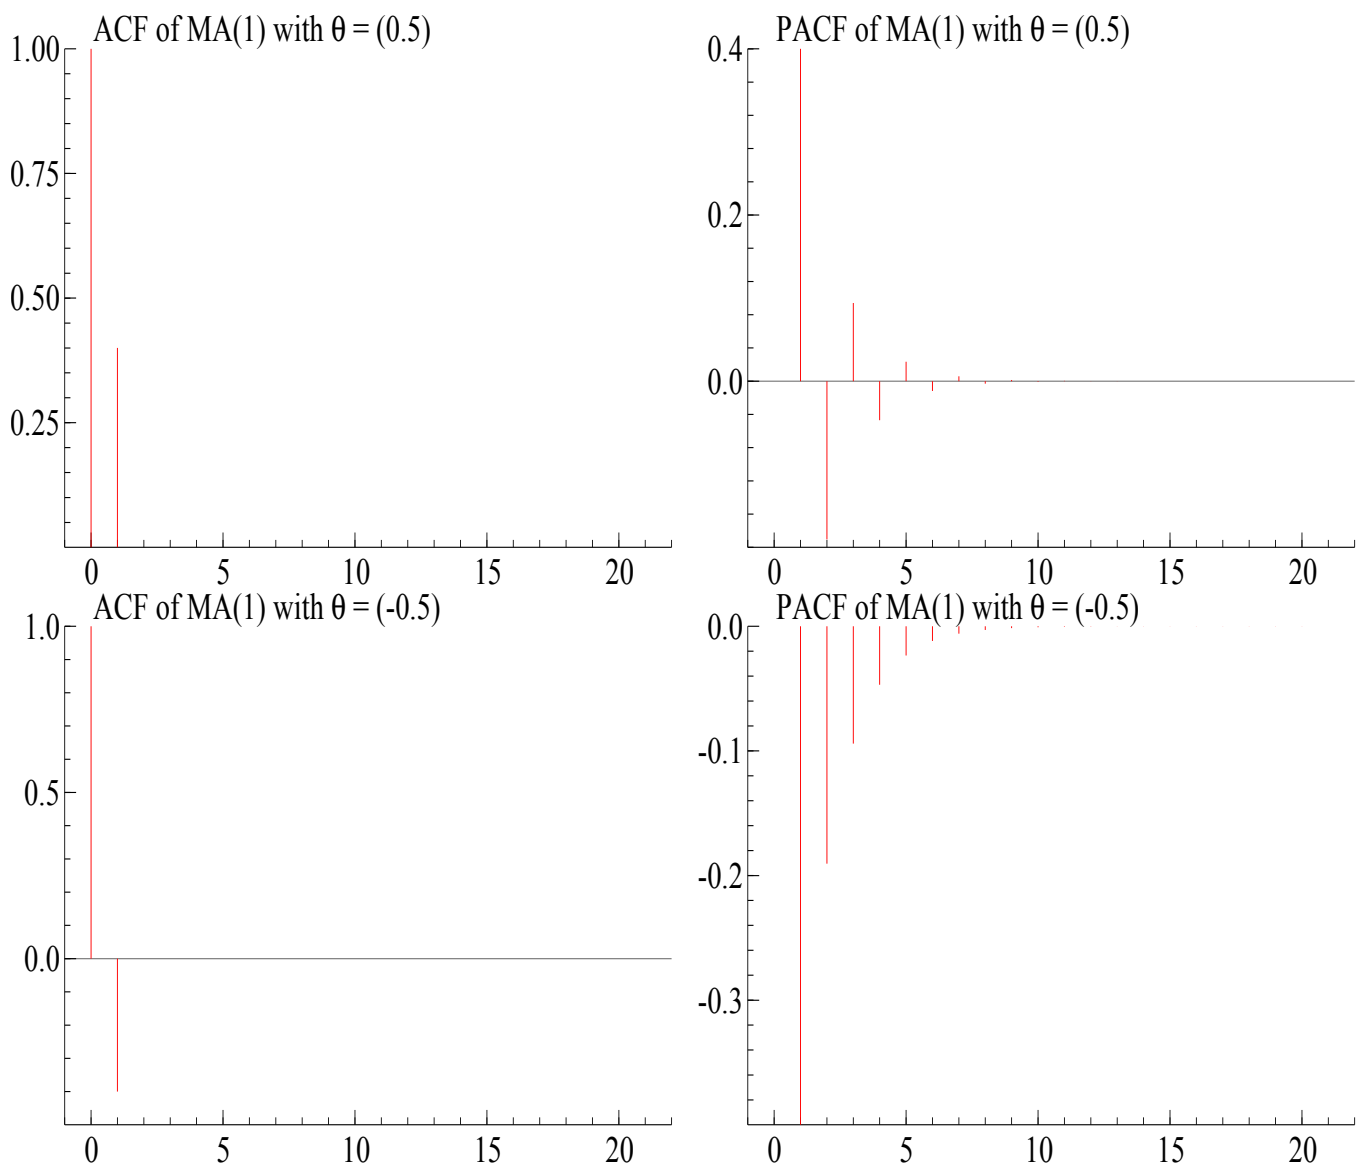 ACF of MA(1) with θ = (0.5)
1.00
0.75
0.50
0.25
0 5 10 15 20
PACF of MA(1) with θ = (0.5)
0.4
0.2
0.0
0 5 10 15 20
ACF of MA(1) with θ = (-0.5)
1.0
0.5
0.0
0 5 10 15 20
PACF of MA(1) with θ = (-0.5)
0.0
-0.1
-0.2
-0.3
0 5 10 15 20